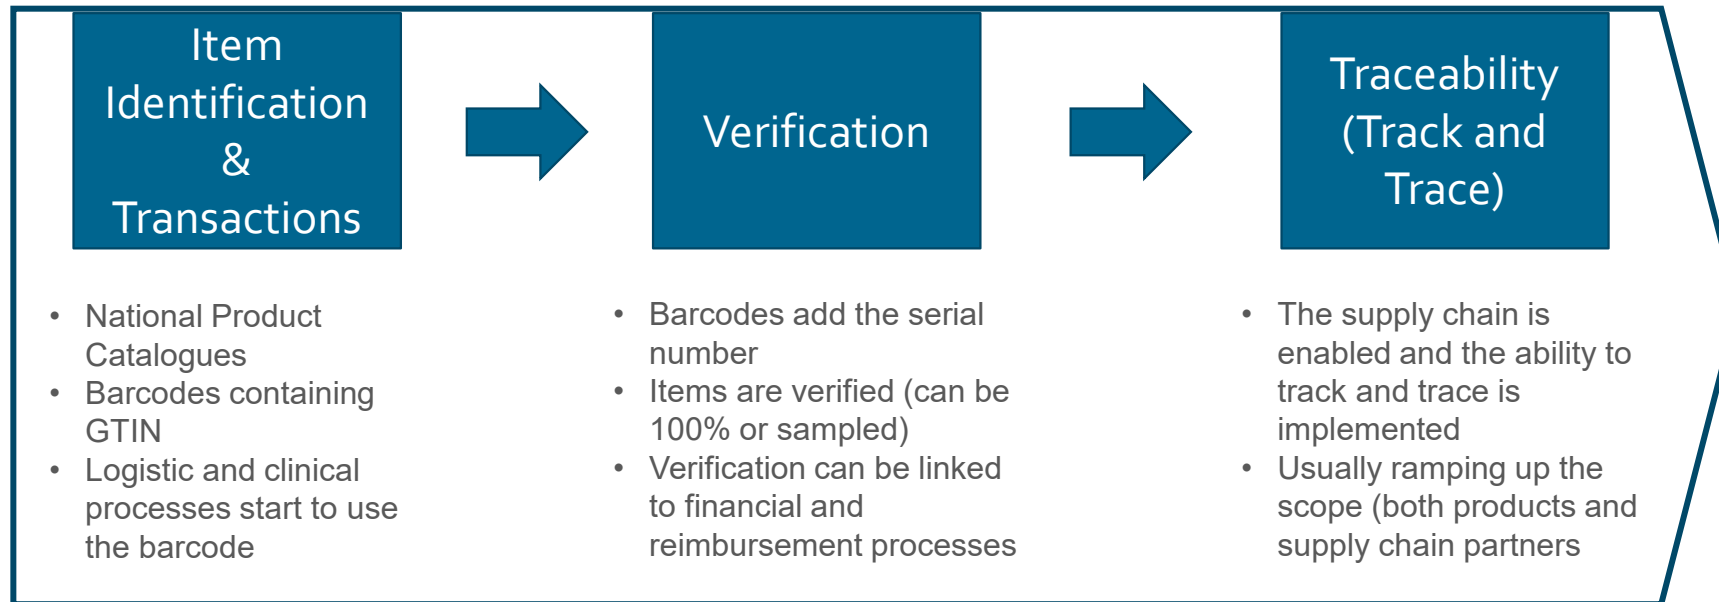 Item
Identification
&
Transactions
• National Product
Catalogues
• Barcodes containing
GTIN
• Logistic and clinical
processes start to use
the barcode
Verification
• Barcodes add the serial
number
• Items are verified (can be
100% or sampled)
• Verification can be linked
to financial and
reimbursement processes
Traceability
(Track and
Trace)
• The supply chain is
enabled and the ability to
track and trace is
implemented
• Usually ramping up the
scope (both products and
supply chain partners